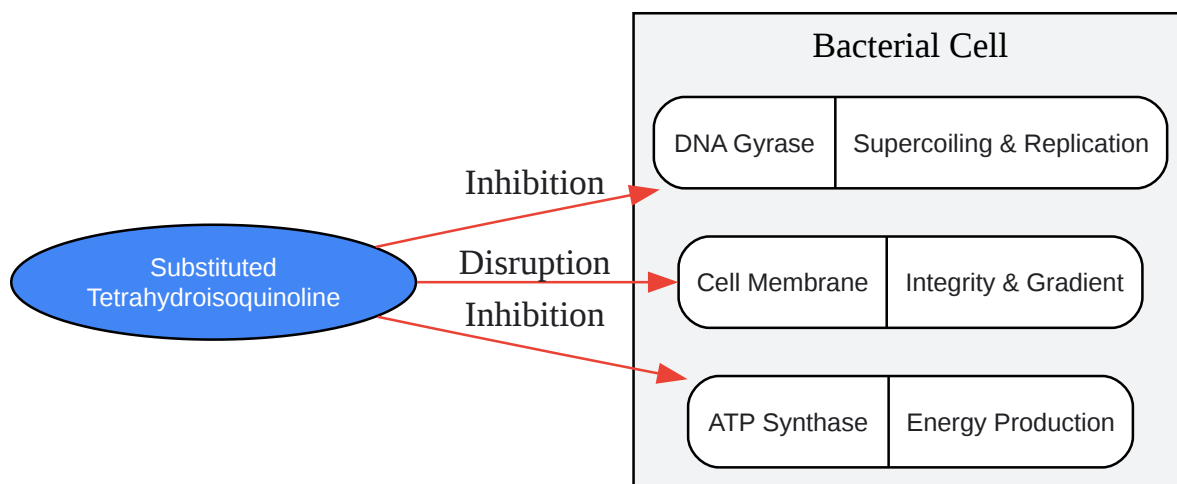 Bacterial Cell
DNA Gyrase
Supercoiling & Replication
Inhibition
Disruption
Cell Membrane
Integrity & Gradient
Substituted
Tetrahydroisoquinoline
Inhibition
ATP Synthase
Energy Production